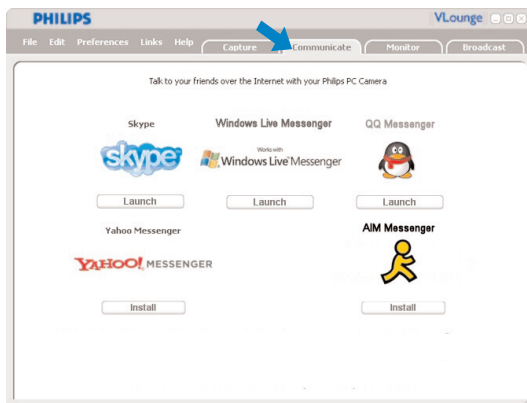 PHILIPS
VLounge
File Edit Preferences Links Help Capture Communicate Monitor Broadcast
Talk to your friends over the Internet with your Philips PC Camera
Skype Windows Live Messenger QQ Messenger
skype
Works with
Windows Live Messenger
Launch Launch Launch
Yahoo Messenger AIM Messenger
YAHOO! MESSENGER
Install Install